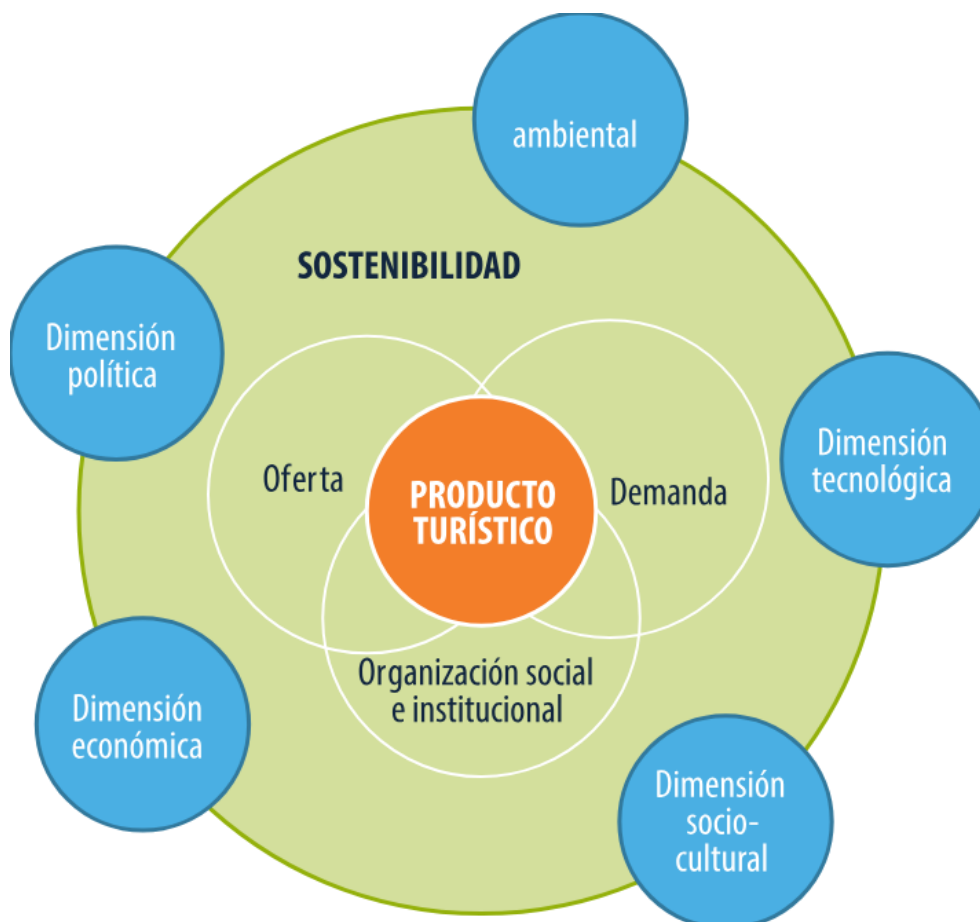 ambiental
SOSTENIBILIDAD
Dimensión
política
Oferta
PRODUCTO
TURÍSTICO
Demanda
Dimensión
tecnológica
Organización social
e institucional
Dimensión
económica
Dimensión
socio-
cultural